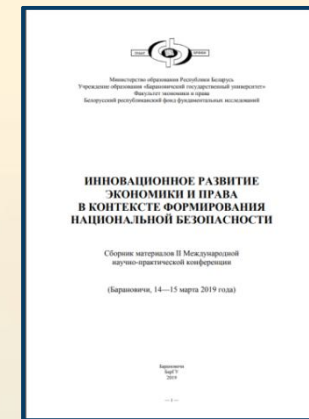 Министерство образования Республики Беларусь
Учреждение образования «Барановичский государственный университет»
Факультет экономики и права
Белорусский республиканский фонд фундаментальных исследований
ИННОВАЦИОННОЕ РАЗВИТИЕ
ЭКОНОМИКИ И ПРАВА
В КОНТЕКСТЕ ФОРМИРОВАНИЯ
НАЦИОНАЛЬНОЙ БЕЗОПАСНОСТИ
Сборник материалов II Международной
научно-практической конференции
(Барановичи, 14—15 марта 2019 года)
Барановичи
БарГУ
2019